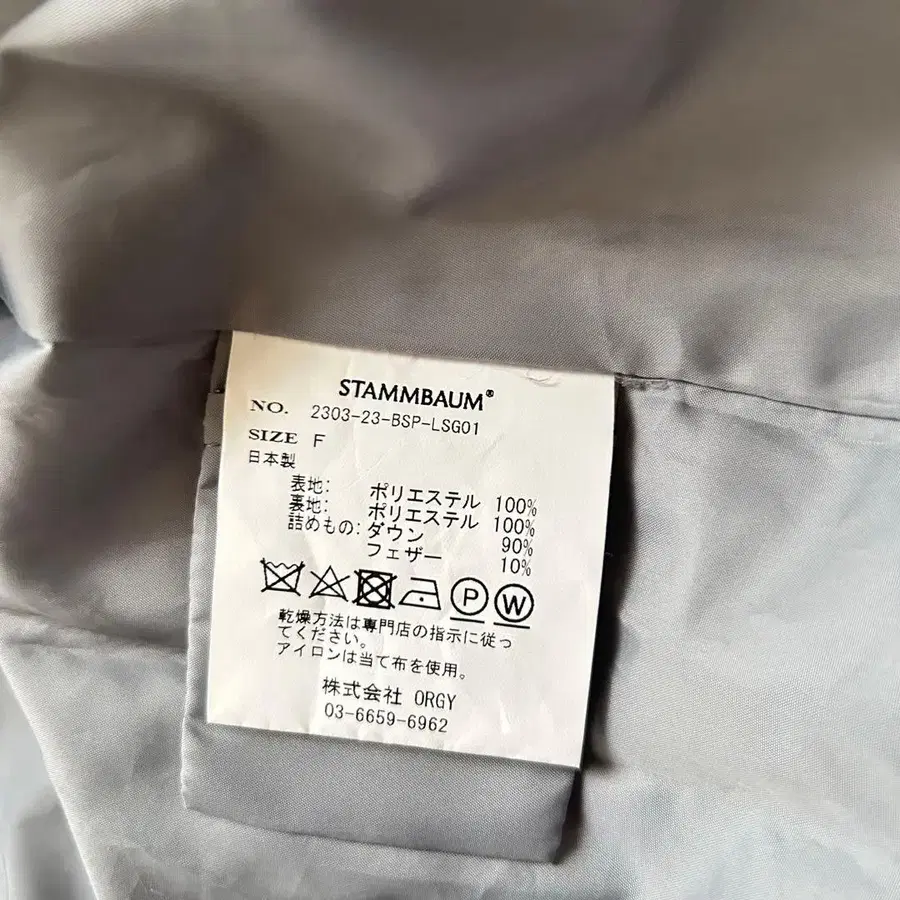 STAMMBAUM®
NO. 2303-23-BSP-LSG01
SIZE F
日本製
表地: ポリエステル 100%
裏地: ポリエステル 100%
詰めもの: ダウン 90%
フェザー 10%
P W
乾燥方法は専門店の指示に従っ
てください。
アイロンは当て布を使用。
株式会社 ORGY
03-6659-6962